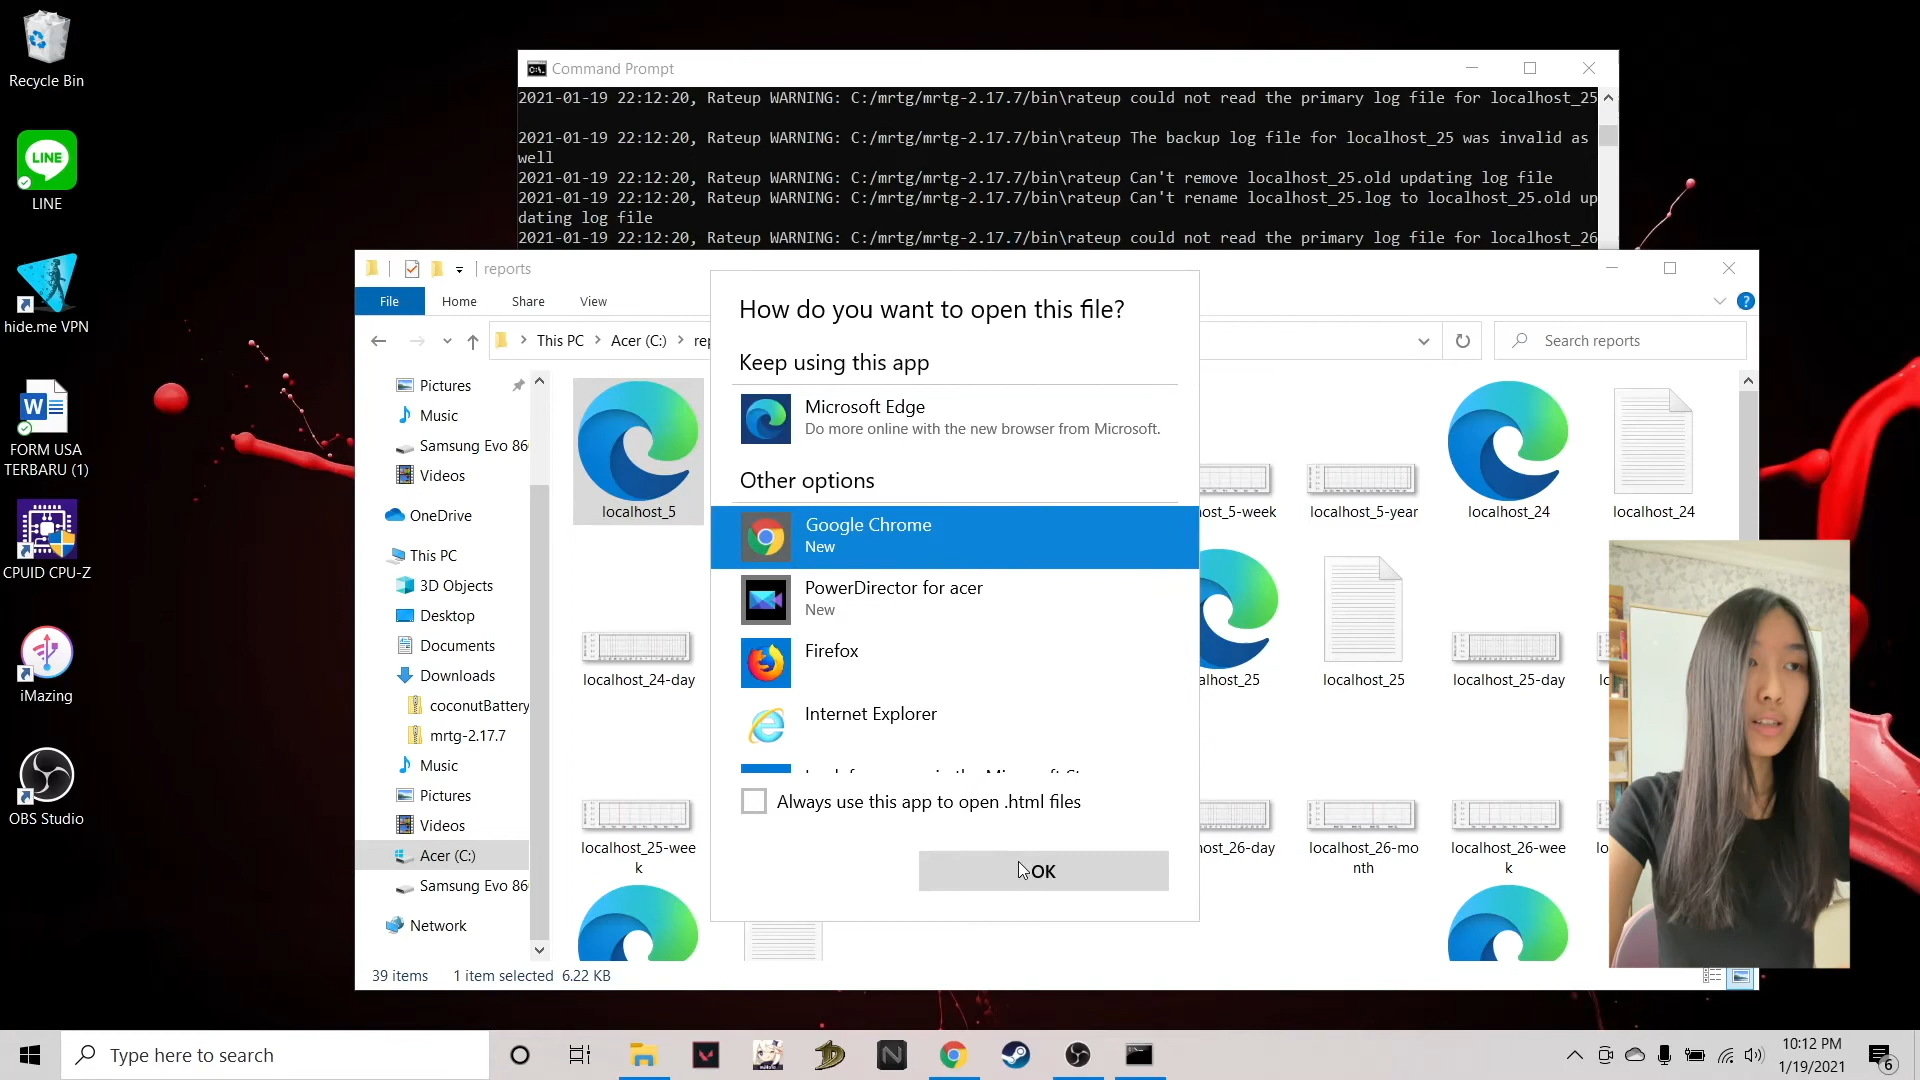 Recycle Bin
LINE
LINE
hide.me VPN
FORM USA
TERBARU (1)
CPUID CPU-Z
iMazing
OBS Studio
Command Prompt
2021-01-19 22:12:20, Rateup WARNING: C:/mrtg/mrtg-2.17.7/bin\rateup could not read the primary log file for localhost_25
2021-01-19 22:12:20, Rateup WARNING: C:/mrtg/mrtg-2.17.7/bin\rateup The backup log file for localhost_25 was invalid as
well
2021-01-19 22:12:20, Rateup WARNING: C:/mrtg/mrtg-2.17.7/bin\rateup Can't remove localhost_25.old updating log file
2021-01-19 22:12:20, Rateup WARNING: C:/mrtg/mrtg-2.17.7/bin\rateup Can't rename localhost_25.log to localhost_25.old up
dating log file
2021-01-19 22:12:20, Rateup WARNING: C:/mrtg/mrtg-2.17.7/bin\rateup could not read the primary log file for localhost_26
reports
File Home Share View
This PC > Acer (C:) > rep
Search reports
Pictures
Music
Samsung Evo 86
Videos
OneDrive
This PC
3D Objects
Desktop
Documents
Downloads
coconutBattery
mrtg-2.17.7
Music
Pictures
Videos
Acer (C:)
Samsung Evo 86
Network
How do you want to open this file?
Keep using this app
Microsoft Edge
Do more online with the new browser from Microsoft.
Other options
Google Chrome
New
PowerDirector for acer
New
Firefox
Internet Explorer
Always use this app to open .html files
OK
localhost_5
ost_5-week
localhost_5-year
localhost_24
localhost_24
localhost_24-day
alhost_25
localhost_25
localhost_25-day
localhost_25-wee
k
ost_26-day
localhost_26-mo
nth
localhost_26-wee
k
39 items 1 item selected 6.22 KB
Type here to search
10:12 PM
1/19/2021
6